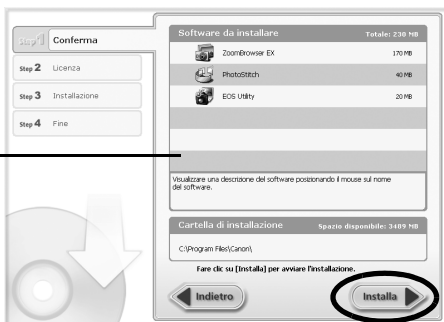 Step 1 Conferma
Step 2 Licenza
Step 3 Installazione
Step 4 Fine
Software da installare Totale: 230 MB
ZoomBrowser EX 170 MB
PhotoStitch 40 MB
EOS Utility 20 MB
Visualizzare una descrizione del software posizionando il mouse sul nome
del software.
Cartella di installazione Spazio disponibile: 3409 MB
C:\Program Files\Canon\
Fare clic su [Installa] per avviare l'installazione.
Indietro Installa